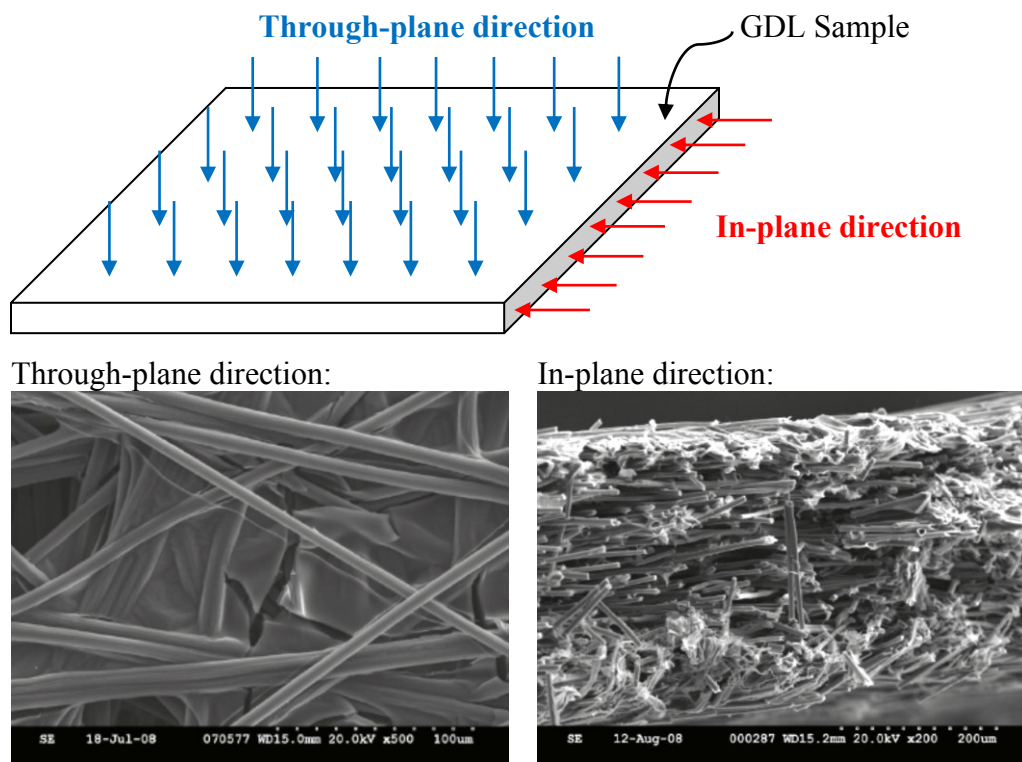 Through-plane direction
GDL Sample
In-plane direction
Through-plane direction:
In-plane direction:
SE 18-Jul-08 070577 WD15.0mm 20.0kV x500 100um
SE 12-Aug-08 000287 WD15.2mm 20.0kV x200 200um